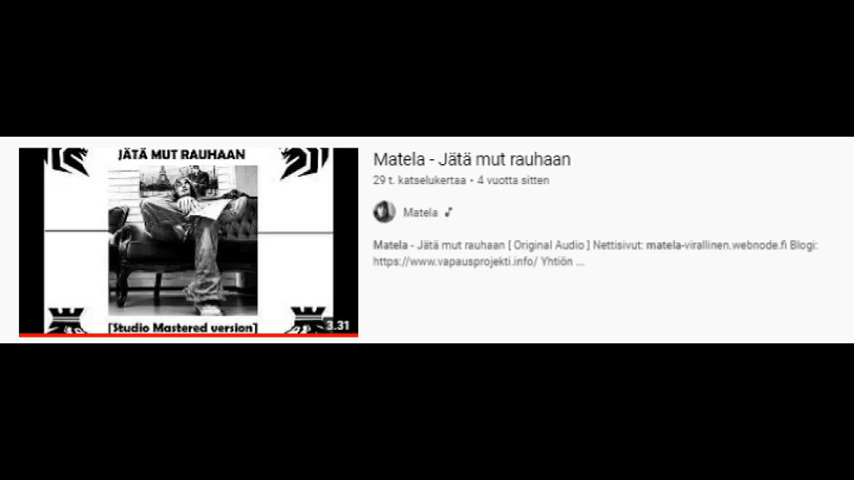 JÄTÄ MUT RAUHAAN
[Studio Mastered version]
3.31
Matela - Jätä mut rauhaan
29 t. katselukertaa • 4 vuotta sitten
Matela
Matela - Jätä mut rauhaan [ Original Audio ] Nettisivut: matela-virallinen.webnode.fi Blogi:
https://www.vapausprojekti.info/ Yhtiön ...